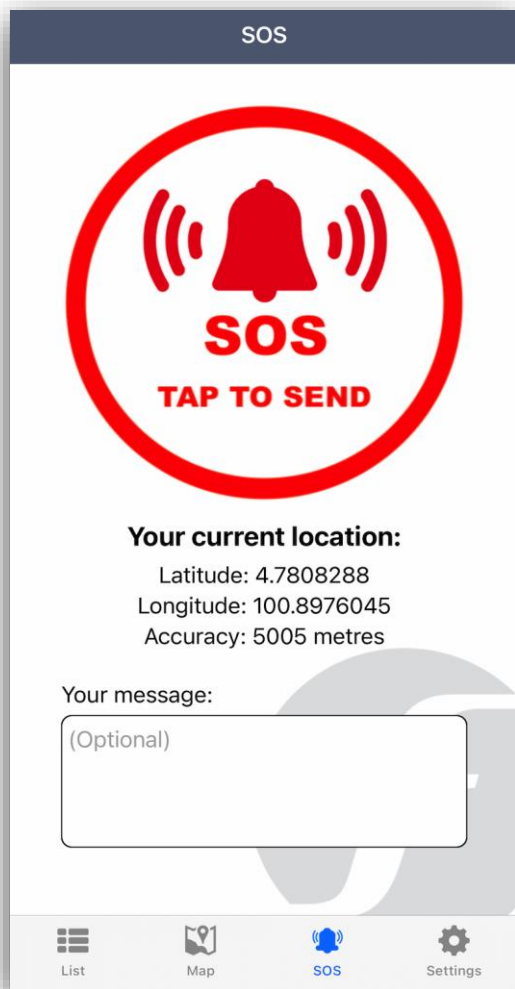 SOS
SOS
TAP TO SEND
Your current location:
Latitude: 4.7808288
Longitude: 100.8976045
Accuracy: 5005 metres
Your message:
(Optional)
List
Map
SOS
Settings